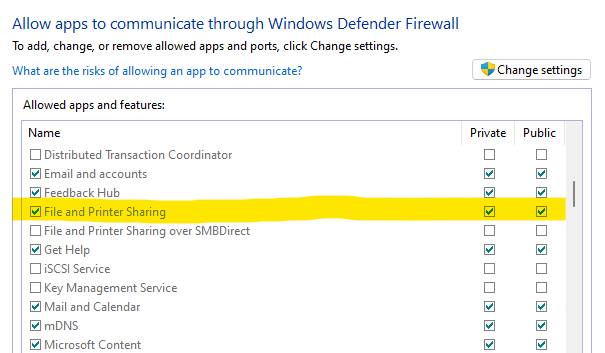 Allow apps to communicate through Windows Defender Firewall
To add, change, or remove allowed apps and ports, click Change settings.
What are the risks of allowing an app to communicate?
Change settings
Allowed apps and features:
Name Private Public
Distributed Transaction Coordinator
Email and accounts
Feedback Hub
File and Printer Sharing
File and Printer Sharing over SMBDirect
Get Help
iSCSI Service
Key Management Service
Mail and Calendar
mDNS
Microsoft Content